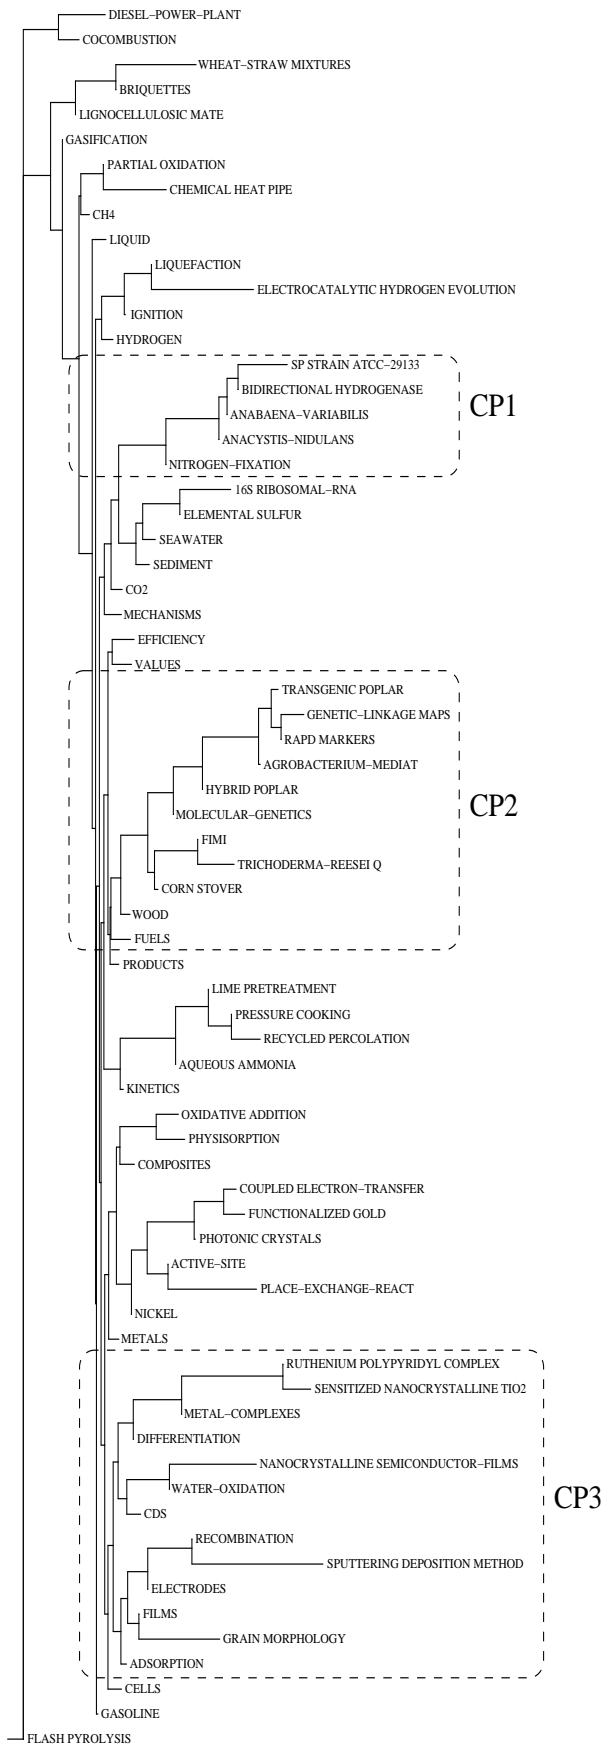 DIESEL−POWER−PLANT
COCOMBUSTION
WHEAT−STRAW MIXTURES
BRIQUETTES
LIGNOCELLULOSIC MATE
GASIFICATION
PARTIAL OXIDATION
CHEMICAL HEAT PIPE
CH4
LIQUID
LIQUEFACTION
ELECTROCATALYTIC HYDROGEN EVOLUTION
IGNITION
HYDROGEN
SP STRAIN ATCC−29133
BIDIRECTIONAL HYDROGENASE
CP1
ANABAENA−VARIABILIS
ANACYSTIS−NIDULANS
NITROGEN−FIXATION
16S RIBOSOMAL−RNA
ELEMENTAL SULFUR
SEAWATER
SEDIMENT
CO2
MECHANISMS
EFFICIENCY
VALUES
TRANSGENIC POPLAR
GENETIC−LINKAGE MAPS
RAPD MARKERS
AGROBACTERIUM−MEDIAT
HYBRID POPLAR
CP2
MOLECULAR−GENETICS
FIMI
TRICHODERMA−REESEI Q
CORN STOVER
WOOD
FUELS
PRODUCTS
LIME PRETREATMENT
PRESSURE COOKING
RECYCLED PERCOLATION
AQUEOUS AMMONIA
KINETICS
OXIDATIVE ADDITION
PHYSISORPTION
COMPOSITES
COUPLED ELECTRON−TRANSFER
FUNCTIONALIZED GOLD
PHOTONIC CRYSTALS
ACTIVE−SITE
PLACE−EXCHANGE−REACT
NICKEL
METALS
RUTHENIUM POLYPYRIDYL COMPLEX
SENSITIZED NANOCRYSTALLINE TIO2
METAL−COMPLEXES
DIFFERENTIATION
NANOCRYSTALLINE SEMICONDUCTOR−FILMS
WATER−OXIDATION
CP3
CDS
RECOMBINATION
SPUTTERING DEPOSITION METHOD
ELECTRODES
FILMS
GRAIN MORPHOLOGY
ADSORPTION
CELLS
GASOLINE
FLASH PYROLYSIS